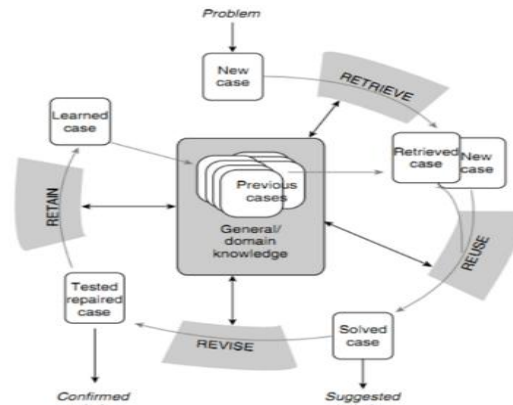 Problem
New
case
RETRIEVE
Learned
case
Retrieved
case
New
case
Previous
cases
RETAIN
General/
domain
knowledge
REUSE
Tested
repaired
case
REVISE
Solved
case
Confirmed
Suggested